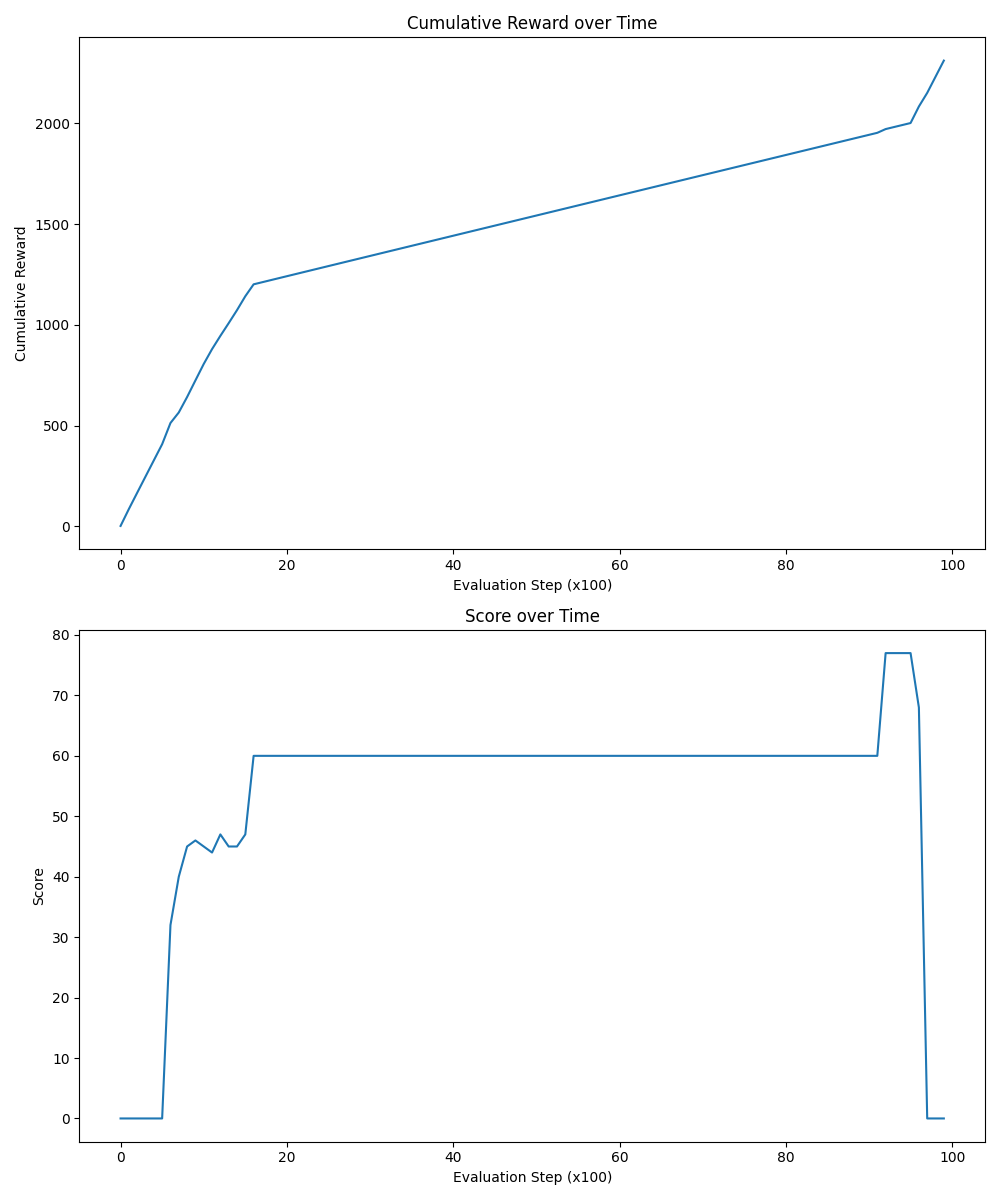 Cumulative Reward over Time
2000
1500
1000
500
0
Cumulative Reward
0 20 40 60 80 100
Evaluation Step (x100)
Score over Time
80
70
60
50
40
30
20
10
0
Score
0 20 40 60 80 100
Evaluation Step (x100)